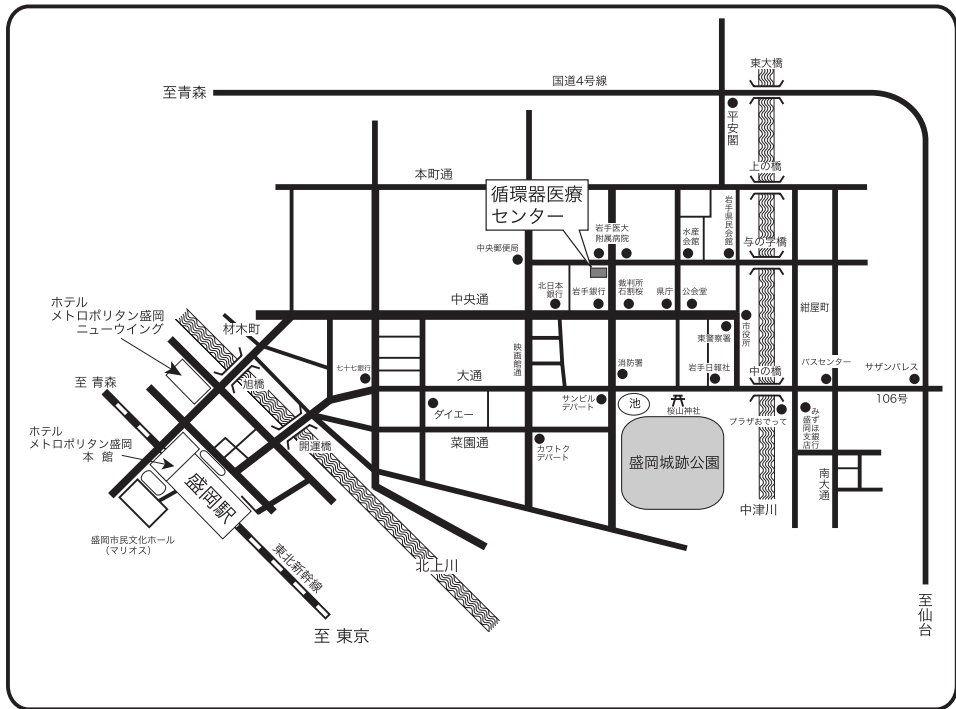 東大橋
国道4号線
至青森
平安閣
上の橋
本町通
循環器医療
センター
岩手県民会館
岩手医大
附属病院
水産
会館
与の字橋
中央郵便局
北日本
銀行
岩手銀行
裁判所
石割桜
県庁
公会堂
中央通
紺屋町
ホテル
メトロポリタン盛岡
ニューウイング
材木町
市役所
東警察署
映画館通
消防署
七十七銀行
岩手日報社
中の橋
バスセンター
サザンパレス
大通
旭橋
至 青森
106号
サンビル
デパート
池
桜山神社
ダイエー
プラザおでって
みずほ銀行
盛岡支店
ホテル
メトロポリタン盛岡
本 館
開運橋
菜園通
カワトク
デパート
盛岡城跡公園
南大通
盛岡駅
中津川
盛岡市民文化ホール
(マリオス)
東北新幹線
北上川
至仙台
至 東京